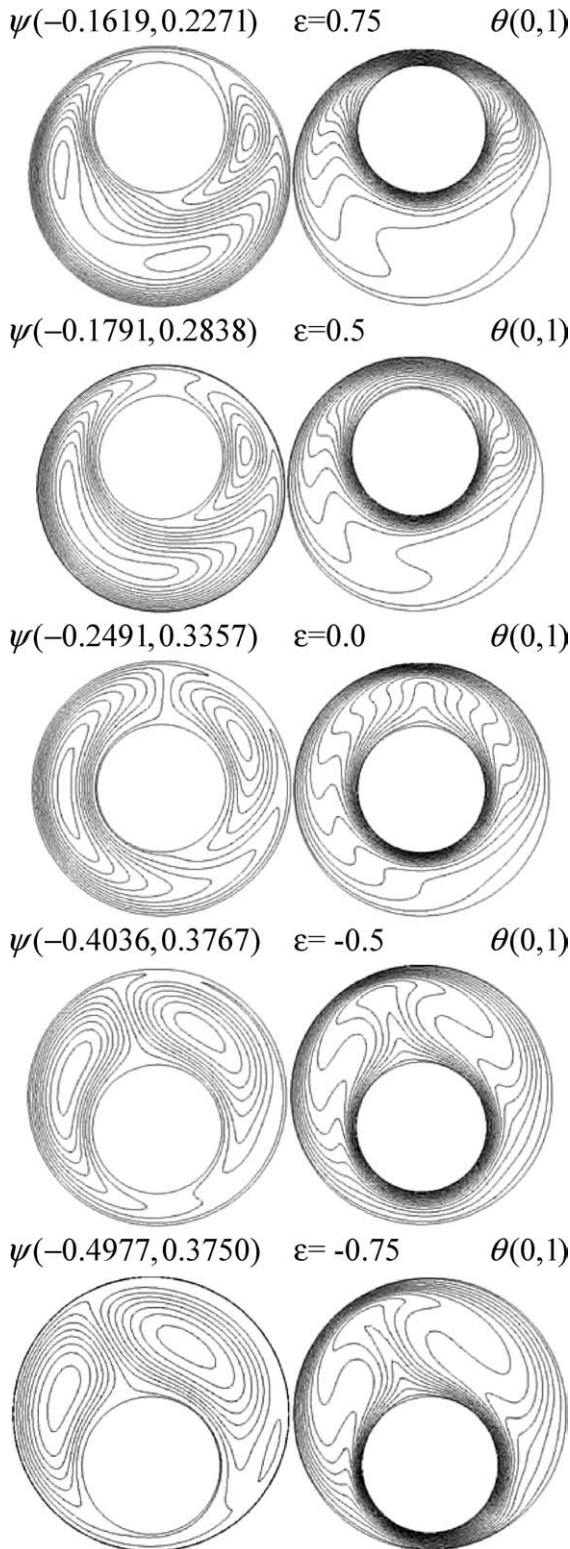 ψ(−0.1619,0.2271) ε=0.75 θ(0,1)
ψ(−0.1791,0.2838) ε=0.5 θ(0,1)
ψ(−0.2491,0.3357) ε=0.0 θ(0,1)
ψ(−0.4036,0.3767) ε= -0.5 θ(0,1)
ψ(−0.4977,0.3750) ε= -0.75 θ(0,1)